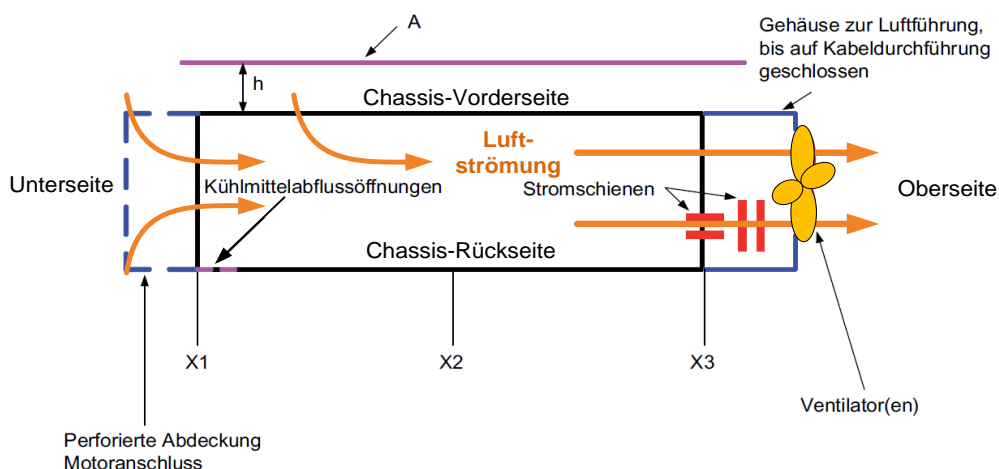 A
Gehäuse zur Luftführung,
bis auf Kabeldurchführung
geschlossen
h
Chassis-Vorderseite
Luft-
strömung
Unterseite
Kühlmittelabflussöffnungen
Stromschienen
Oberseite
Chassis-Rückseite
X1
X2
X3
Ventilator(en)
Perforierte Abdeckung
Motoranschluss